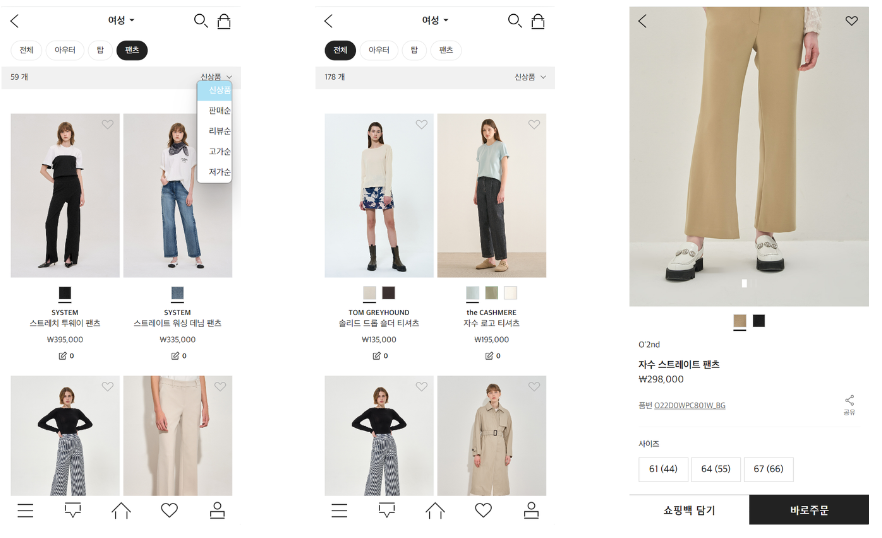 여성
전체
아우터
탑
팬츠
59 개
신상품
신상품
판매순
리뷰순
고가순
저가순
SYSTEM
스트레치 투웨이 팬츠
₩395,000
0
SYSTEM
스트레이트 워싱 데님 팬츠
₩335,000
0
여성
전체
아우터
탑
팬츠
178 개
신상품
TOM GREYHOUND
솔리드 드롭 숄더 티셔츠
₩135,000
0
the CASHMERE
자수 로고 티셔츠
₩195,000
0
O'2nd
자수 스트레이트 팬츠
₩298,000
품번 O2200WPC801W_BG
공유
사이즈
61 (44)
64 (55)
67 (66)
쇼핑백 담기
바로주문